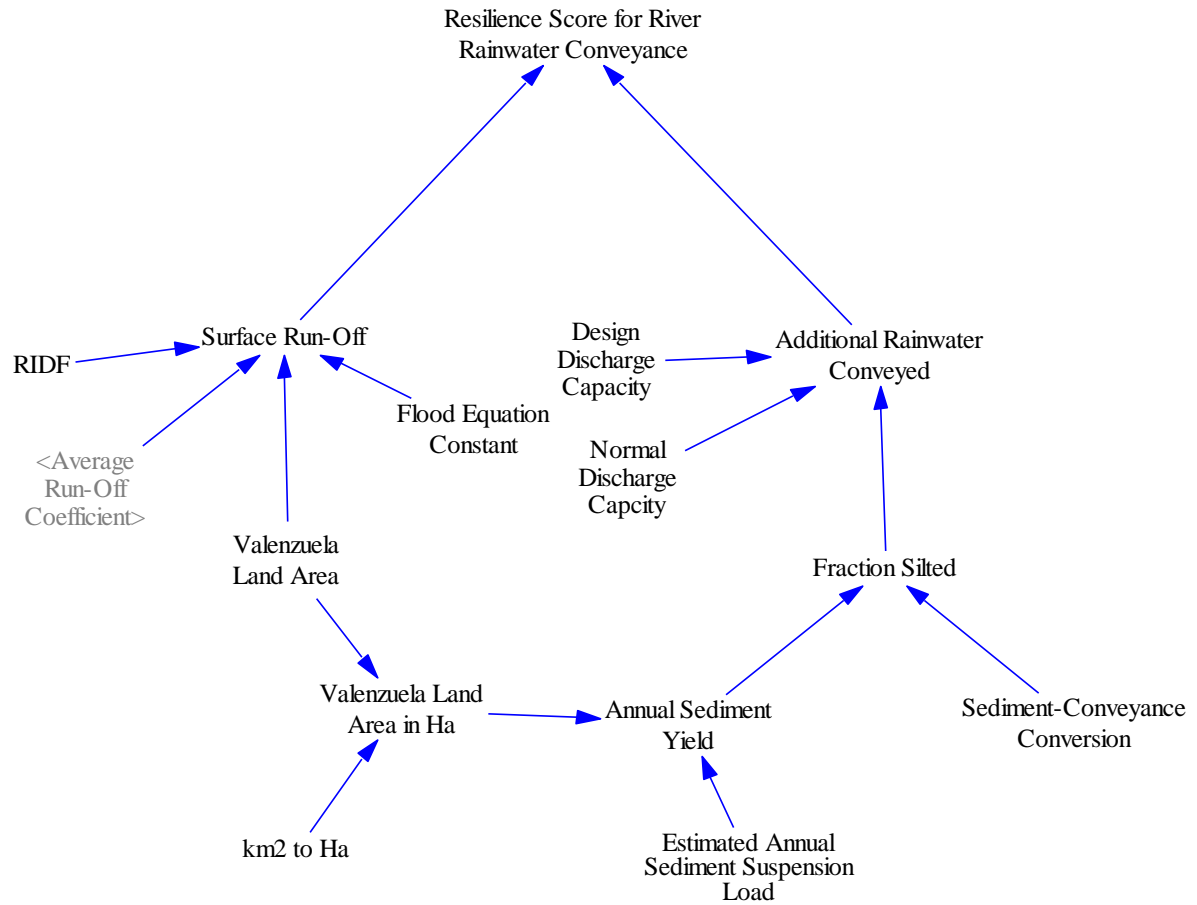 Resilience Score for River
Rainwater Conveyance
Surface Run-Off
RIDF
<Average
Run-Off
Coefficient>
Flood Equation
Constant
Design
Discharge
Capacity
Additional Rainwater
Conveyed
Normal
Discharge
Capcity
Valenzuela
Land Area
Fraction Silted
Valenzuela Land
Area in Ha
Annual Sediment
Yield
Sediment-Conveyance
Conversion
km2 to Ha
Estimated Annual
Sediment Suspension
Load